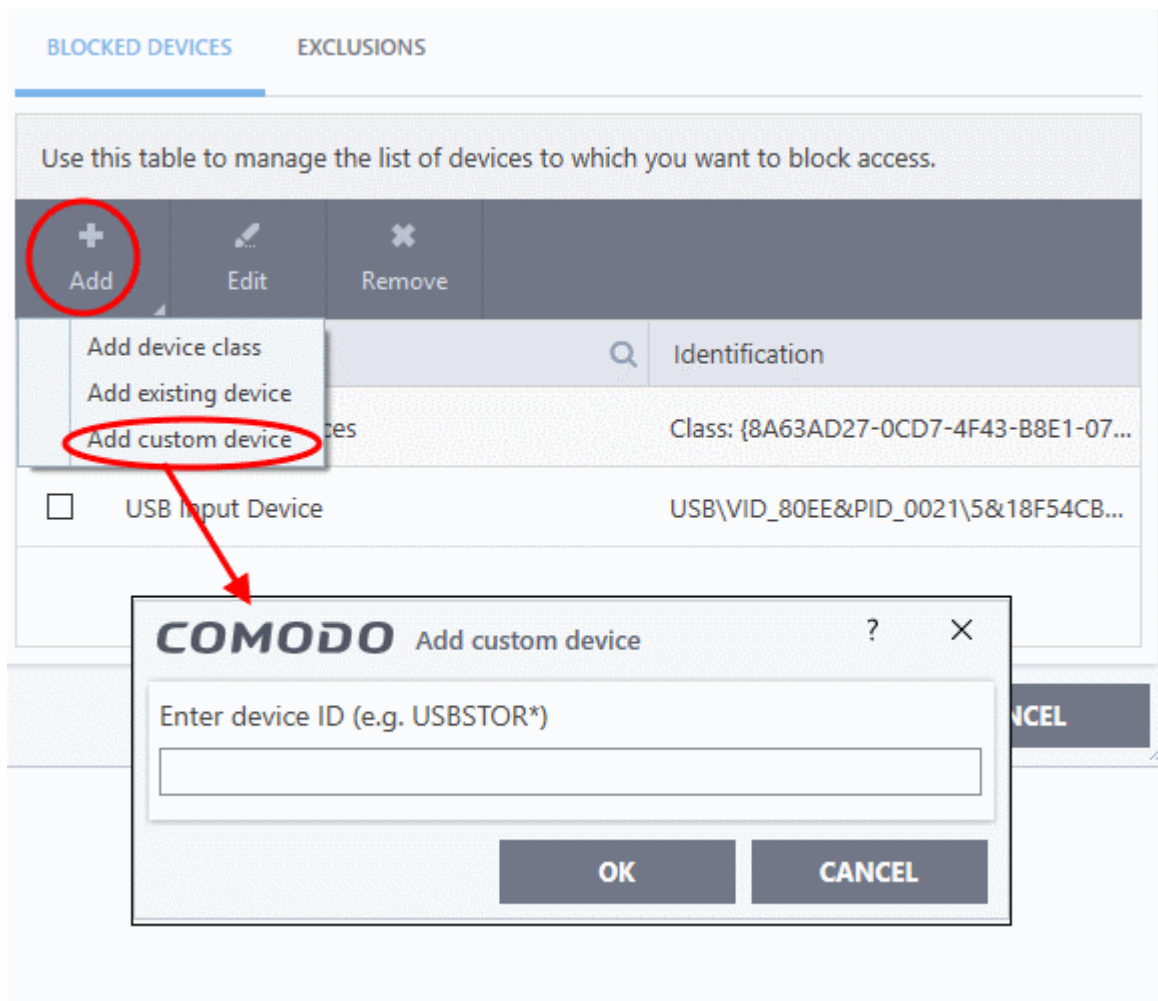 BLOCKED DEVICES EXCLUSIONS
Use this table to manage the list of devices to which you want to block access.
Add Edit Remove
Add device class
Identification
Add existing device
Add custom device
Class: {8A63AD27-0CD7-4F43-B8E1-07...
USB Input Device USB\VID_80EE&PID_0021\5&18F54CB...
COMODO Add custom device ?
Enter device ID (e.g. USBSTOR*)
OK CANCEL